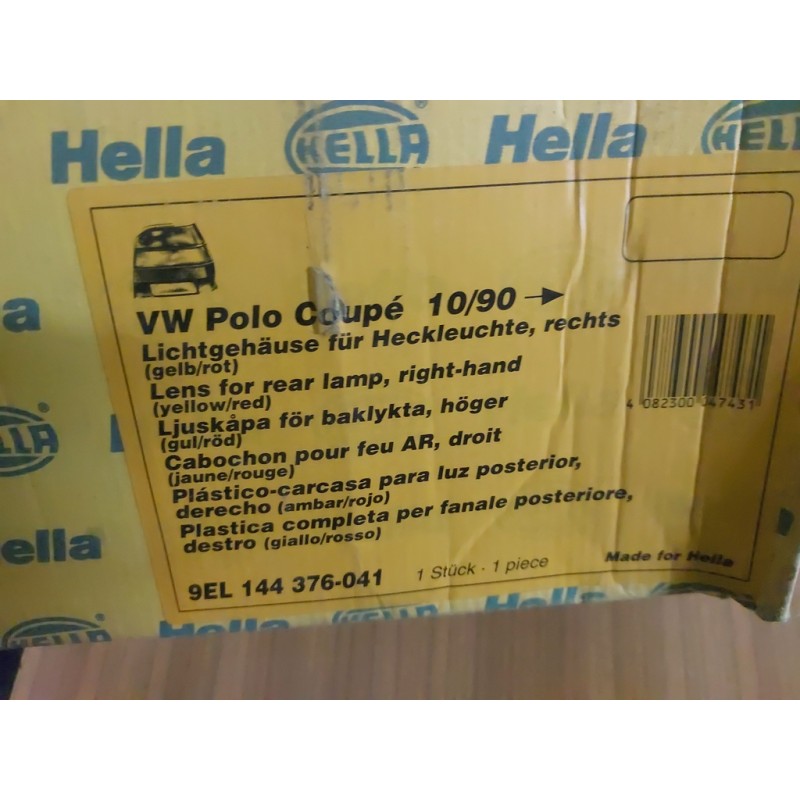 Hella HELLA Hella HELL
VW Polo Coupé 10/90 →
Lichtgehäuse für Heckleuchte, rechts
(gelb/rot)
Lens for rear lamp, right-hand
(yellow/red)
Ljuskåpa för baklykta, höger
(gul/röd)
Cabochon pour feu AR, droit
(jaune/rouge)
Plástico-carcasa para luz posterior,
derecho (ambar/rojo)
Plastica completa per fanale posteriore,
destro (giallo/rosso)
9EL 144 376-041 1 Stück · 1 piece Made for Hella
4 082300 347431
a
LLA
ella
HELLA Hella HELLA Hella